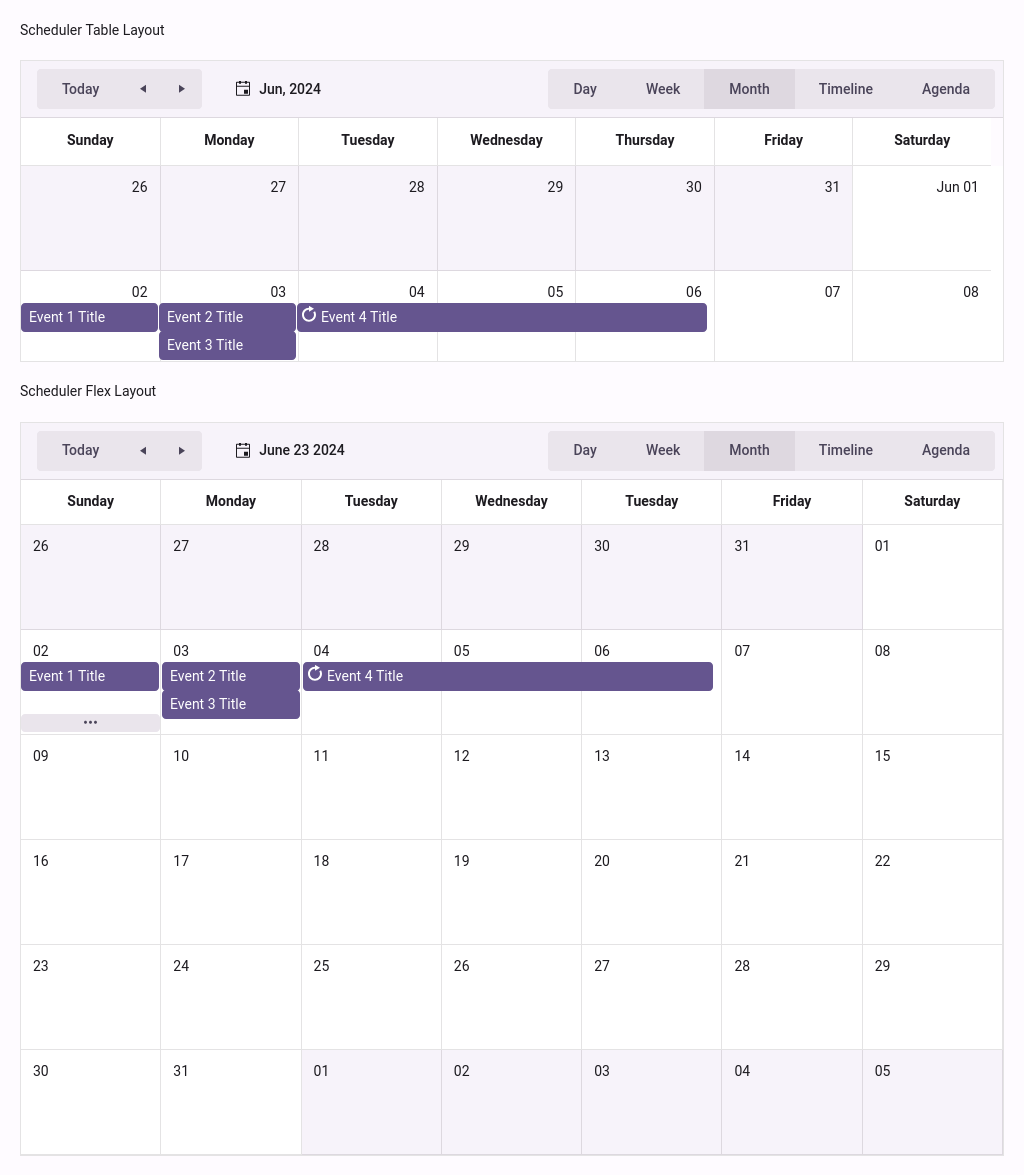 Scheduler Table Layout
Today Jun, 2024 Day Week Month Timeline Agenda
Sunday Monday Tuesday Wednesday Thursday Friday Saturday
26 27 28 29 30 31 Jun 01
02 03 04 05 06 07 08
Event 1 Title Event 2 Title Event 4 Title
Event 3 Title
Scheduler Flex Layout
Today June 23 2024 Day Week Month Timeline Agenda
Sunday Monday Tuesday Wednesday Tuesday Friday Saturday
26 27 28 29 30 31 01
02 03 04 05 06 07 08
Event 1 Title Event 2 Title Event 4 Title
Event 3 Title
09 10 11 12 13 14 15
16 17 18 19 20 21 22
23 24 25 26 27 28 29
30 31 01 02 03 04 05